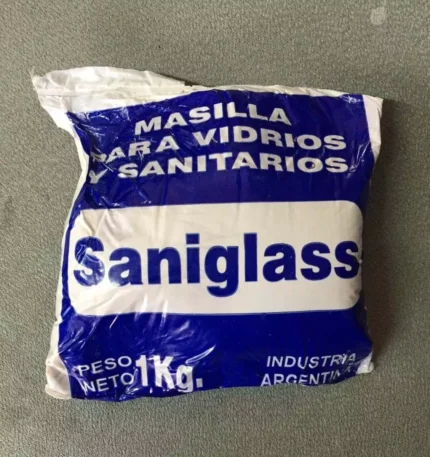 MASILLA
PARA VIDRIOS
Y SANITARIOS
Saniglass
PESO NETO 1Kg.
INDUSTRIA
ARGENTINA